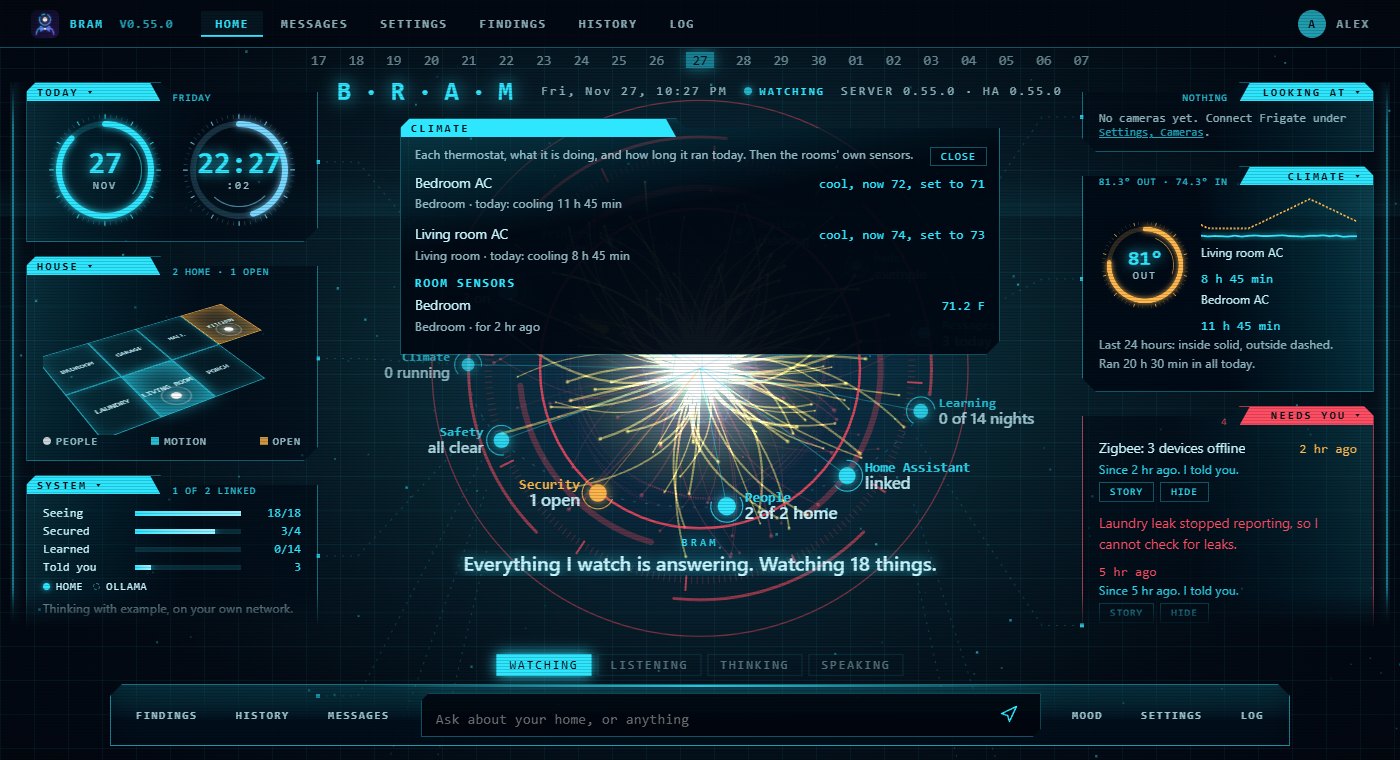 BRAM V0.55.0 HOME MESSAGES SETTINGS FINDINGS HISTORY LOG A ALEX
17 18 19 20 21 22 23 24 25 26 27 28 29 30 01 02 03 04 05 06 07
B·R·A·M Fri, Nov 27, 10:27 PM WATCHING SERVER 0.55.0 · HA 0.55.0
TODAY
FRIDAY
27
NOV
22:27
:02
HOUSE
2 HOME · 1 OPEN
BEDROOM
GARAGE
HALL
KITCHEN
LAUNDRY
LIVING ROOM
PORCH
PEOPLE MOTION OPEN
SYSTEM
1 OF 2 LINKED
Seeing 18/18
Secured 3/4
Learned 0/14
Told you 3
HOME OLLAMA
Thinking with example, on your own network.
CLIMATE
Each thermostat, what it is doing, and how long it ran today. Then the rooms' own sensors. CLOSE
Bedroom AC cool, now 72, set to 71
Bedroom · today: cooling 11 h 45 min
Living room AC cool, now 74, set to 73
Living room · today: cooling 8 h 45 min
ROOM SENSORS
Bedroom 71.2 F
Bedroom · for 2 hr ago
3 today
Climate
0 running
Safety
all clear
Security
1 open
People
2 of 2 home
Home Assistant
linked
Learning
0 of 14 nights
BRAM
Everything I watch is answering. Watching 18 things.
WATCHING LISTENING THINKING SPEAKING
NOTHING
LOOKING AT
No cameras yet. Connect Frigate under
Settings, Cameras.
81.3° OUT · 74.3° IN
CLIMATE
81°
OUT
Living room AC
8 h 45 min
Bedroom AC
11 h 45 min
Last 24 hours: inside solid, outside dashed.
Ran 20 h 30 min in all today.
4
NEEDS YOU
Zigbee: 3 devices offline 2 hr ago
Since 2 hr ago. I told you.
STORY HIDE
Laundry leak stopped reporting, so I
cannot check for leaks.
5 hr ago
Since 5 hr ago. I told you.
STORY HIDE
FINDINGS HISTORY MESSAGES Ask about your home, or anything MOOD SETTINGS LOG